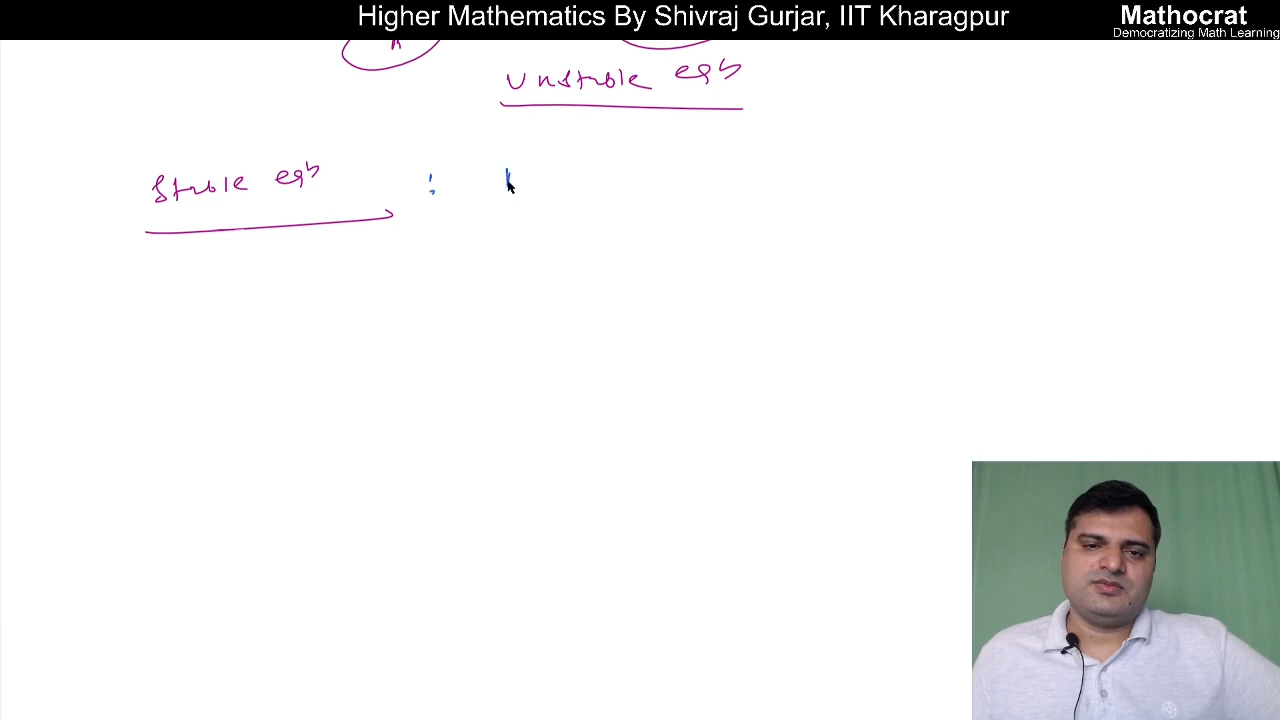 Higher Mathematics By Shivraj Gurjar, IIT Kharagpur
Mathocrat
Democratizing Math Learning
Unstable eqb
Stable eqb :